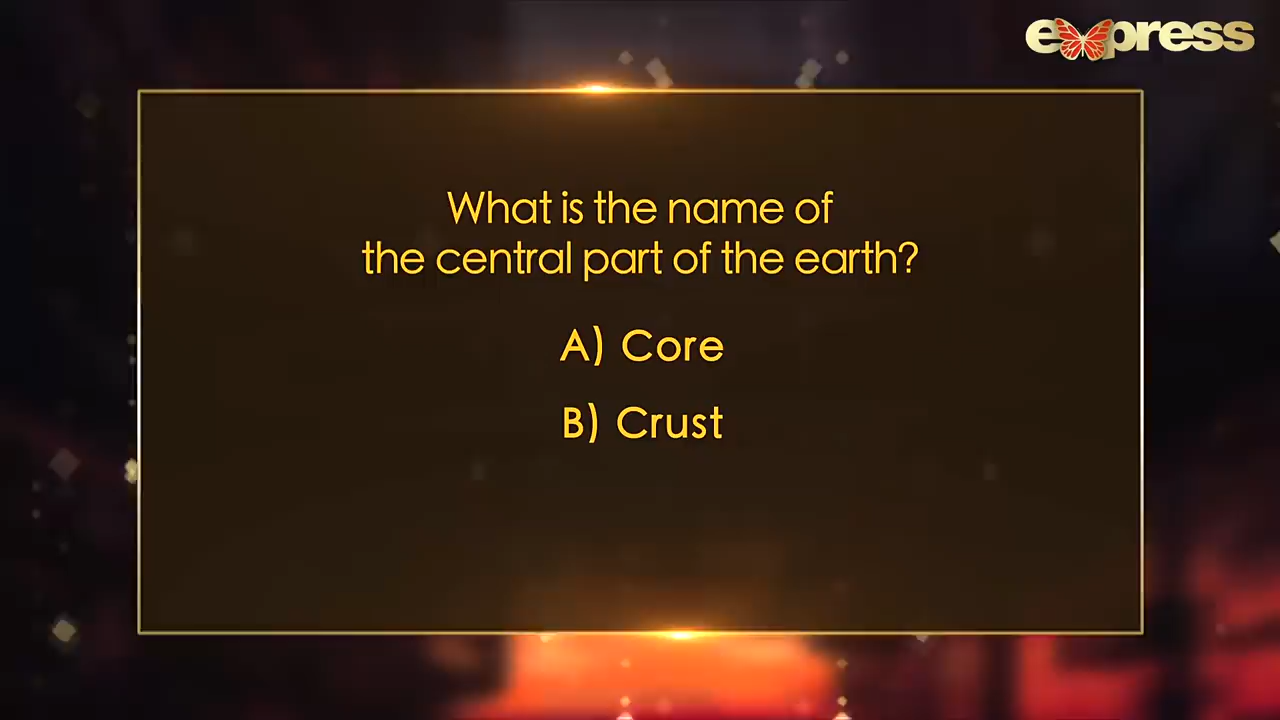 express
What is the name of
the central part of the earth?
A) Core
B) Crust